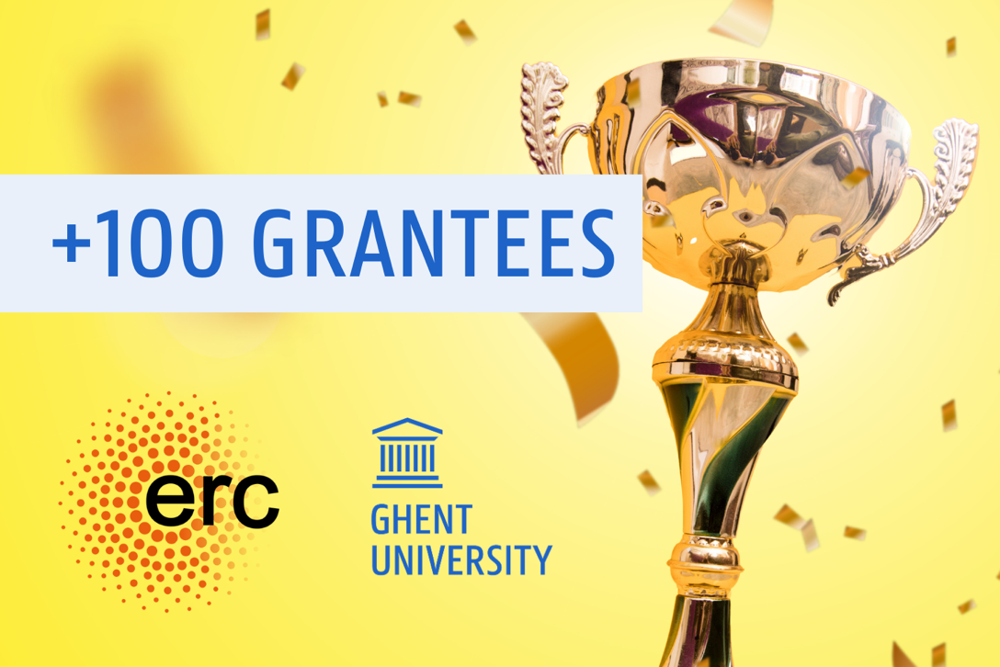 +100 GRANTEES
erc
GHENT
UNIVERSITY